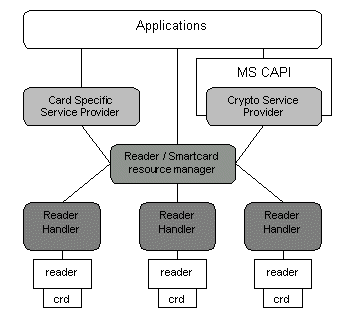 Applications
MS CAPI
Card Specific
Service Provider
Crypto Service
Provider
Reader / Smartcard
resource manager
Reader
Handler
Reader
Handler
Reader
Handler
reader
reader
reader
crd
crd
crd